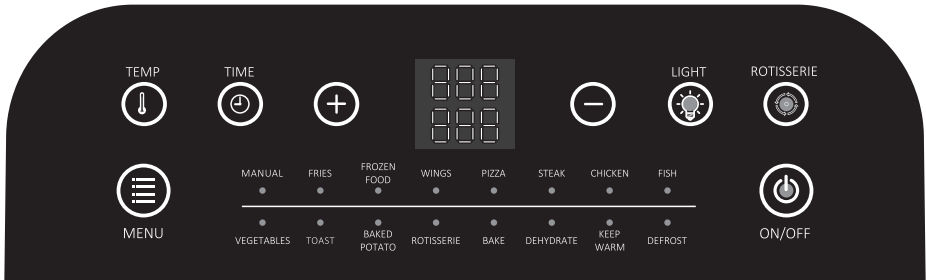 TEMP TIME LIGHT ROTISSERIE
MANUAL FRIES FROZEN FOOD WINGS PIZZA STEAK CHICKEN FISH
MENU ON/OFF
VEGETABLES TOAST BAKED POTATO ROTISSERIE BAKE DEHYDRATE KEEP WARM DEFROST